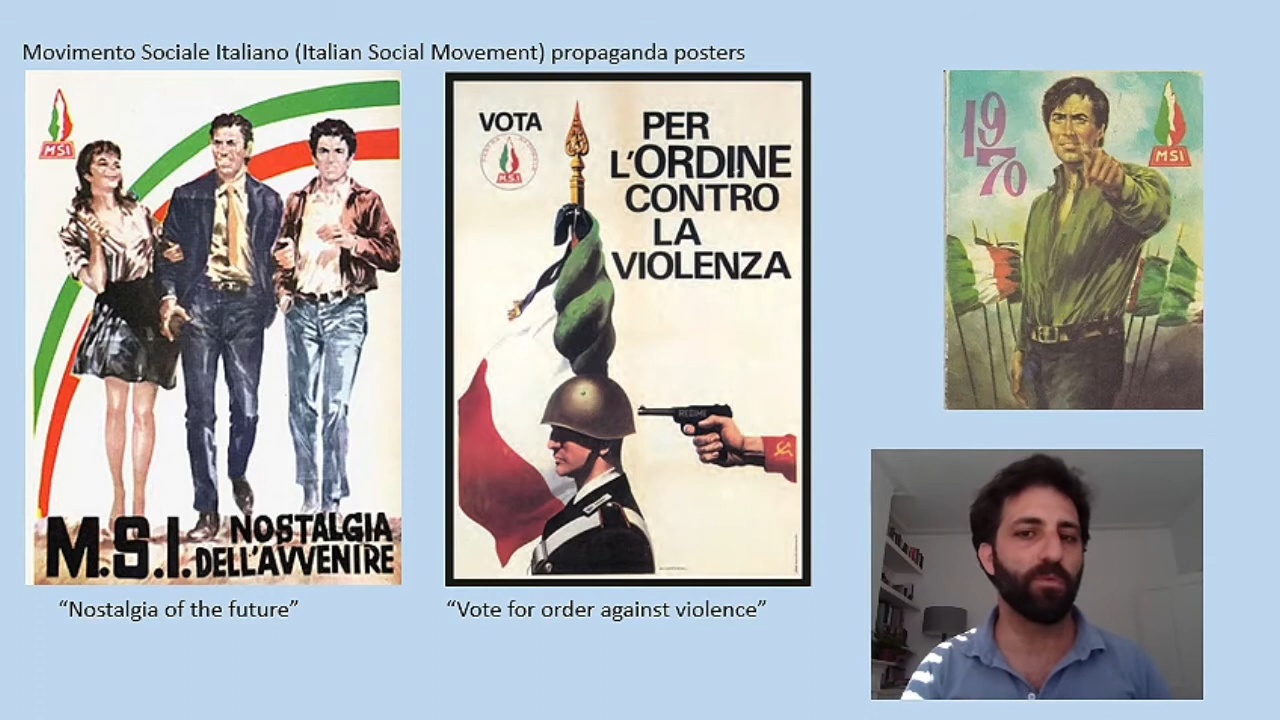 Movimento Sociale Italiano (Italian Social Movement) propaganda posters
MSI
M.S.I. NOSTALGIA
DELL'AVVENIRE
"Nostalgia of the future"
VOTA
M.S.I.
PER
L'ORDINE
CONTRO
LA
VIOLENZA
REGIME
"Vote for order against violence"
19
70
MSI